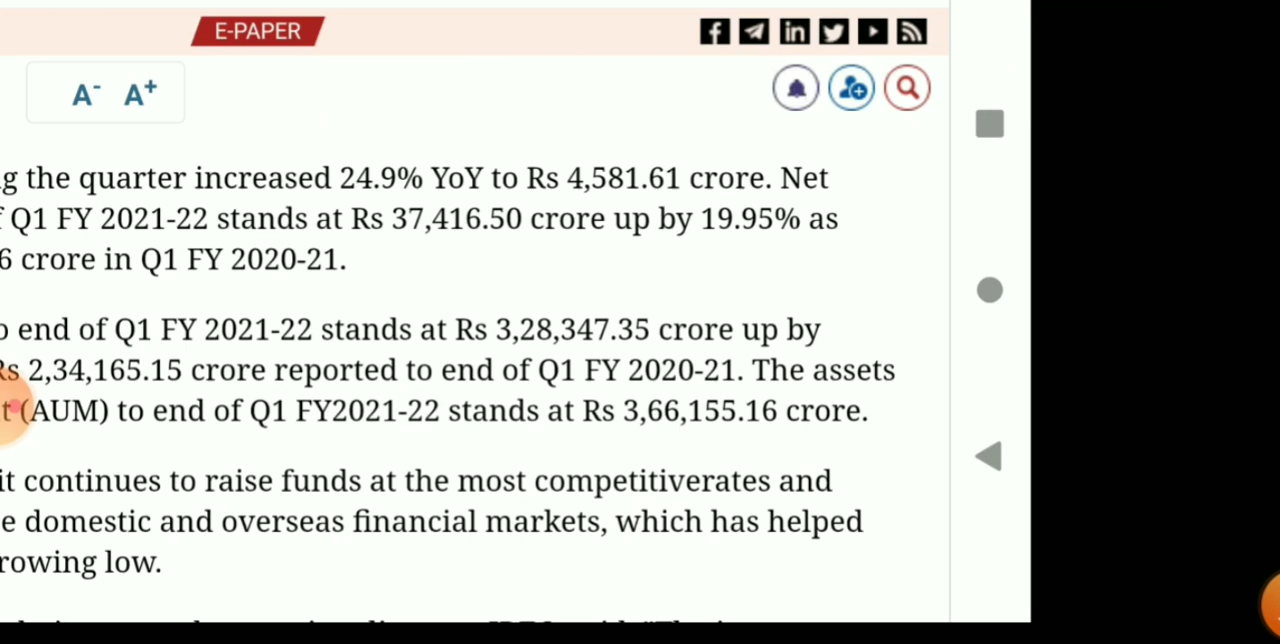 E-PAPER
A- A+
g the quarter increased 24.9% YoY to Rs 4,581.61 crore. Net
Q1 FY 2021-22 stands at Rs 37,416.50 crore up by 19.95% as
6 crore in Q1 FY 2020-21.
end of Q1 FY 2021-22 stands at Rs 3,28,347.35 crore up by
Rs 2,34,165.15 crore reported to end of Q1 FY 2020-21. The assets
t (AUM) to end of Q1 FY2021-22 stands at Rs 3,66,155.16 crore.
it continues to raise funds at the most competitiverates and
e domestic and overseas financial markets, which has helped
rowing low.